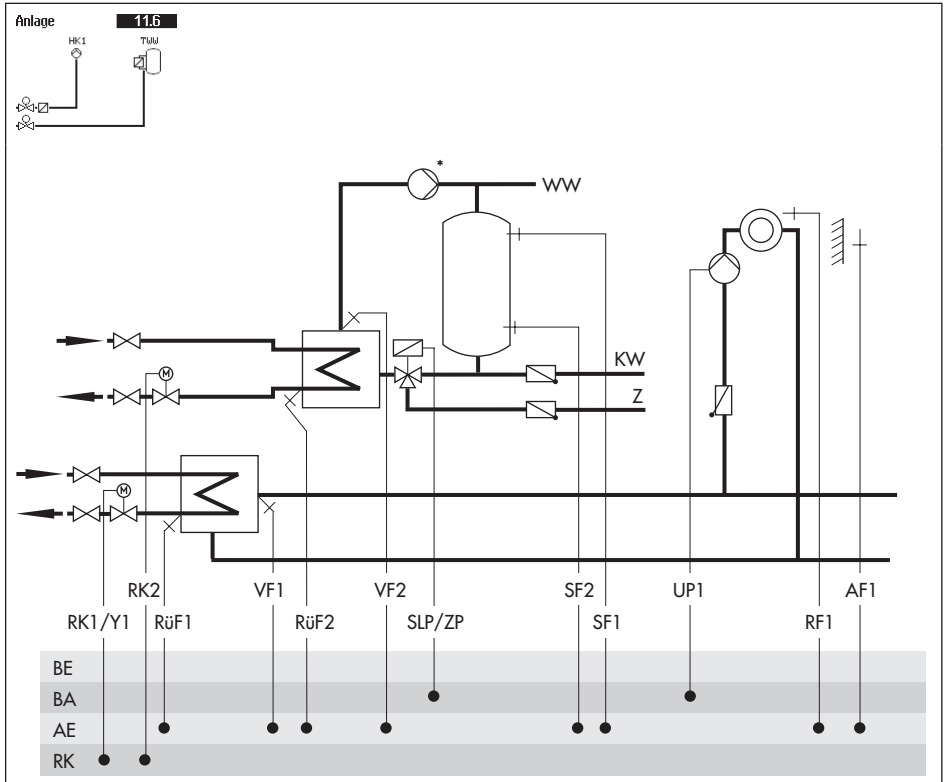 Anlage 11.6
HK1 TWW
*
WW
KW
Z
M
M
RK2 VF1 VF2 SF2 UP1 AF1
RK1/Y1 RüF1 RüF2 SLP/ZP SF1 RF1
BE
BA
AE
RK